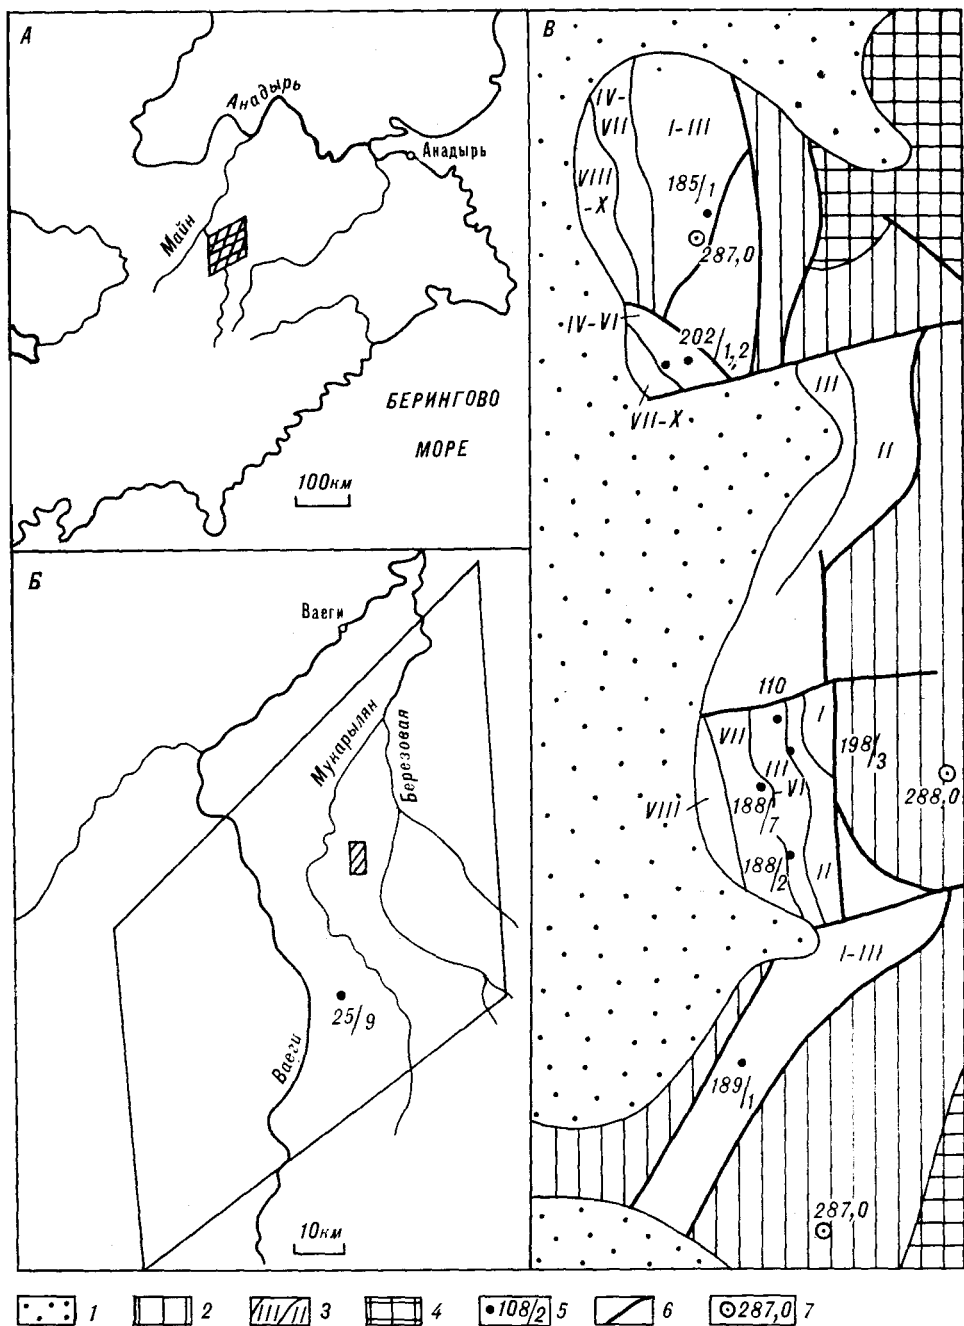 А
Анадырь
Анадырь
Майн
БЕРИНГОВО
МОРЕ
100км
Б
Ваеги
Мукарылян
Березовая
25/9
Ваеги
10км
В
IV-
VII
I-III
VIII
-X
185/1
287,0
IV-VI
202/1,2
VII-X
III
II
110
VII
III
-VI
I
198/3
VIII
188/7
288,0
188/2
II
I-III
189/1
287,0
1
2
III/II 3
4
108/2 5
6
287,0 7